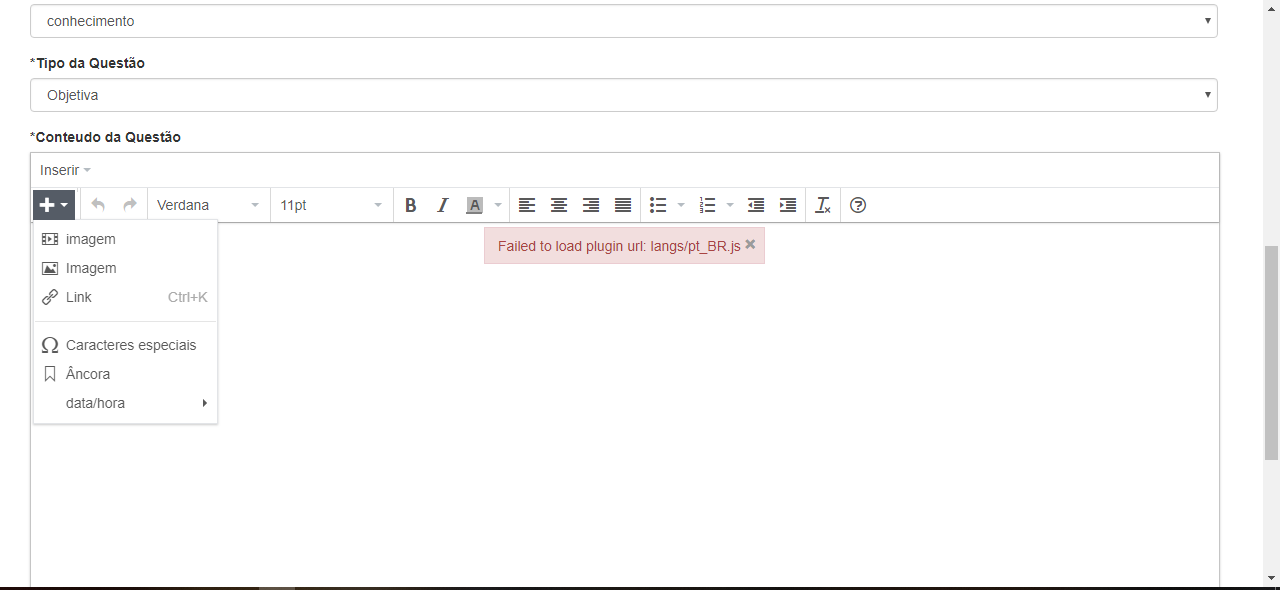 conhecimento
*Tipo da Questão
Objetiva
*Conteudo da Questão
Inserir
Verdana 11pt B I A
imagem
Failed to load plugin url: langs/pt_BR.js ×
Imagem
Link Ctrl+K
Caracteres especiais
Âncora
data/hora